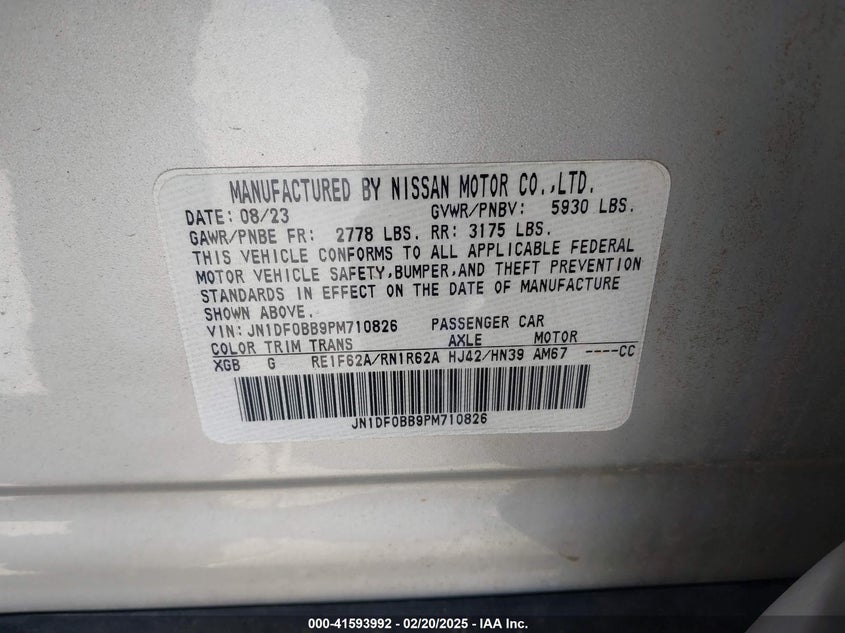 MANUFACTURED BY NISSAN MOTOR CO.,LTD.
DATE: 08/23 GVWR/PNBV: 5930 LBS.
GAWR/PNBE FR: 2778 LBS. RR: 3175 LBS.
THIS VEHICLE CONFORMS TO ALL APPLICABLE FEDERAL
MOTOR VEHICLE SAFETY,BUMPER,AND THEFT PREVENTION
STANDARDS IN EFFECT ON THE DATE OF MANUFACTURE
SHOWN ABOVE.
VIN: JN1DF0BB9PM710826 PASSENGER CAR
COLOR TRIM TRANS AXLE MOTOR
XGB G RE1F62A/RN1R62A HJ42/HN39 AM67 ----CC
JN1DF0BB9PM710826
000-41593992 - 02/20/2025 - IAA Inc.